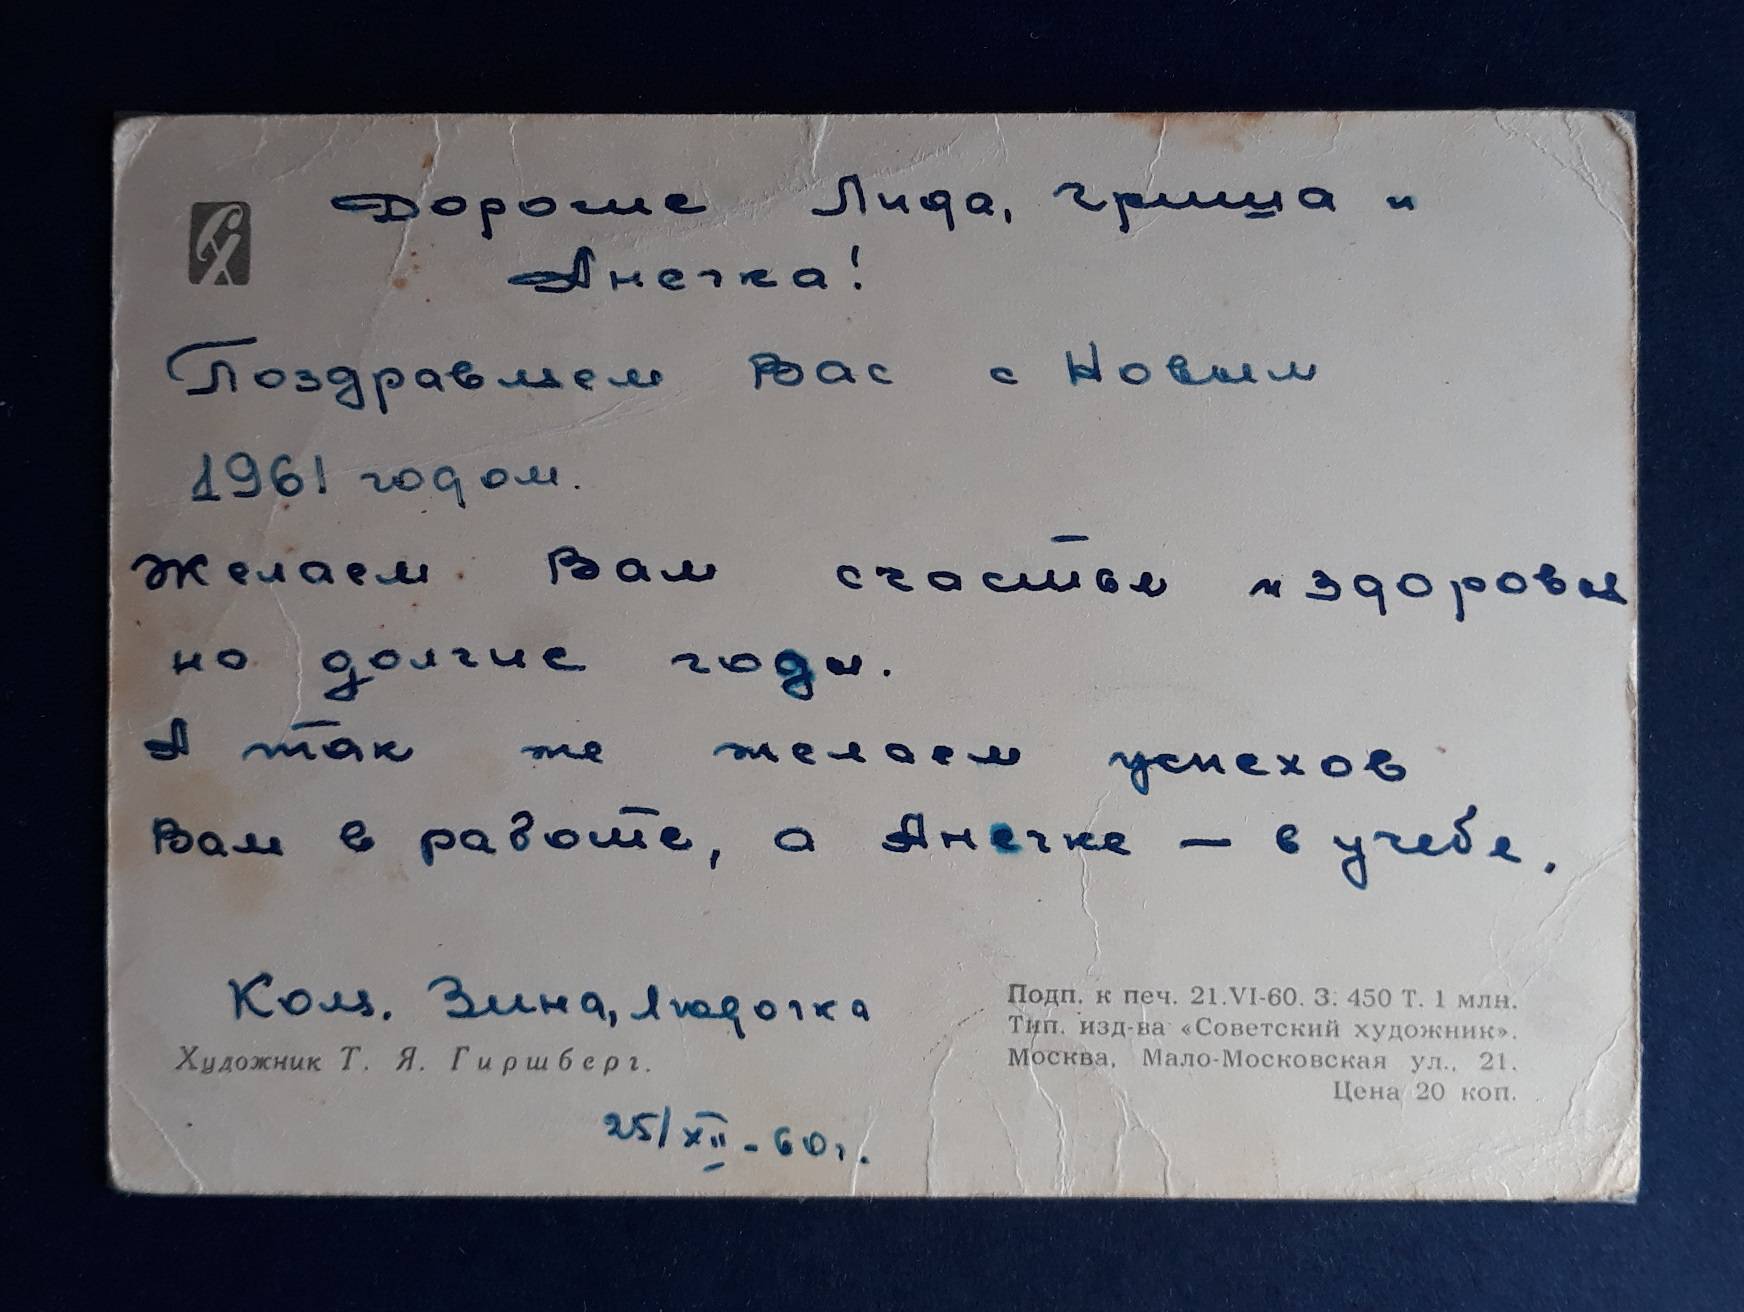 Дорогие Лида, Гриша и
Анечка!
Поздравляем Вас с Новым
1961 годом.
Желаем Вам счастья и здоровья
на долгие годы.
А так же желаем успехов
Вам в работе, а Анечке — в учебе.
Зина, Людочка
Художник Т. Я. Гиршберг.
Подп. к печ. 21.VI-60. З. 450 Т. 1 млн.
Тип. изд-ва «Советский художник».
Москва, Мало-Московская ул., 21.
Цена 20 коп.
25/XII-60г.